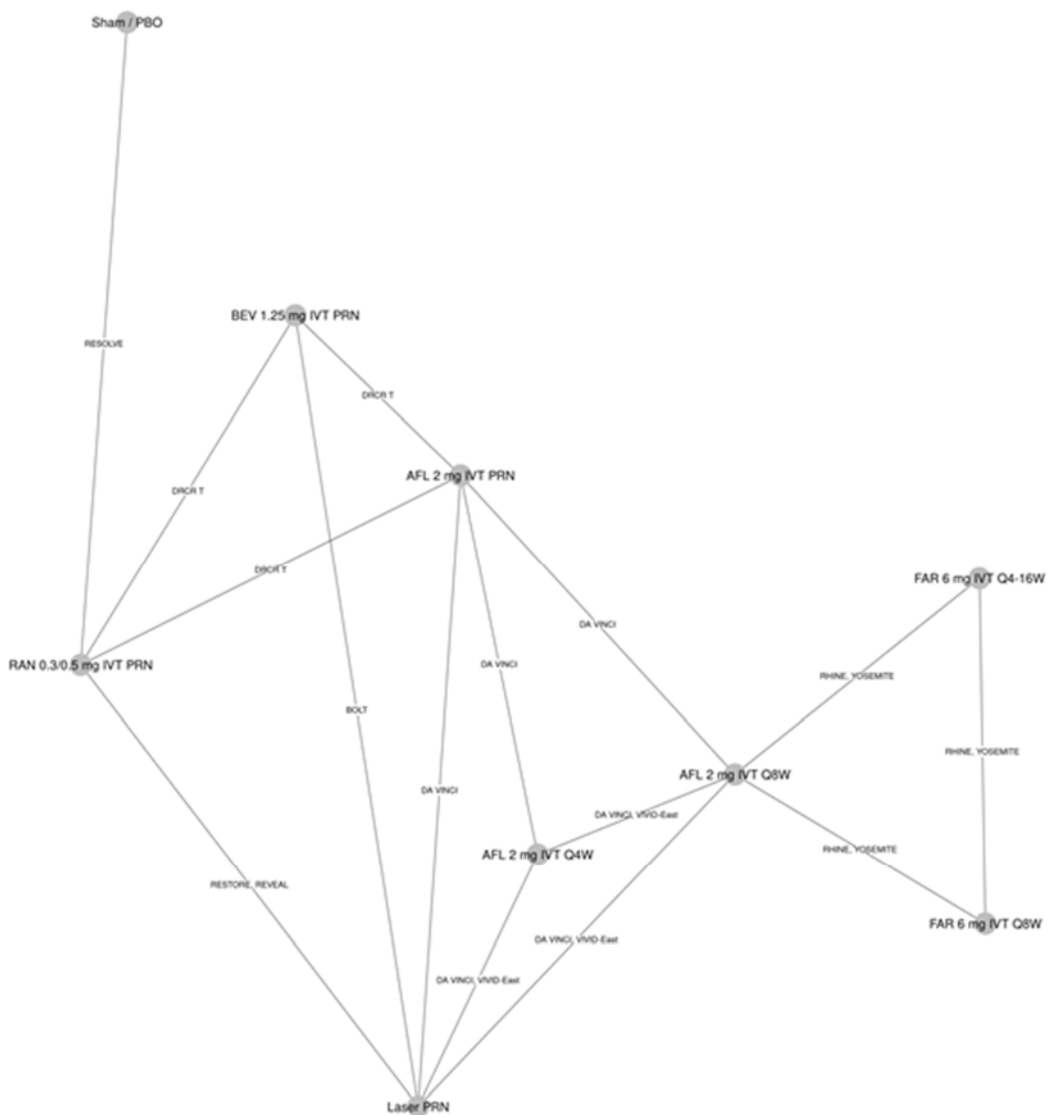 Sham / PBO
BEV 1.25 mg IVT PRN
RESOLVE
DRCR T
AFL 2 mg IVT PRN
DRCR T
DRCR T
FAR 6 mg IVT Q4-16W
DA VINCI
RAN 0.3/0.5 mg IVT PRN
DA VINCI
RHINE, YOSEMITE
BOLT
RHINE, YOSEMITE
AFL 2 mg IVT Q8W
DA VINCI
DA VINCI, VIVID-East
RHINE, YOSEMITE
AFL 2 mg IVT Q4W
RESTORE, REVEAL
FAR 6 mg IVT Q8W
DA VINCI, VIVID-East
DA VINCI, VIVID-East
Laser PRN